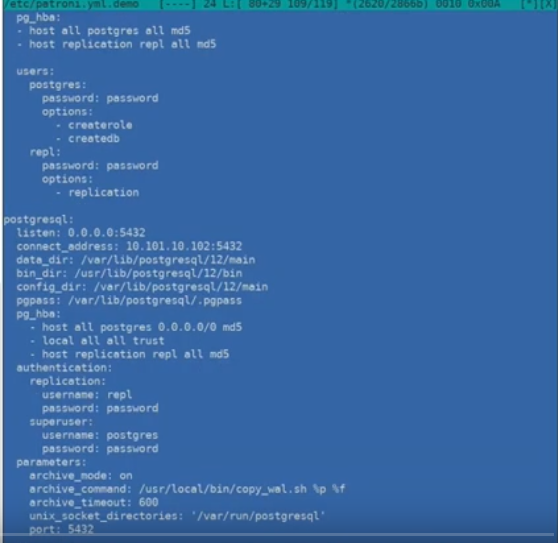 /etc/patroni.yml.demo [----] 24 L:[ 80+29 109/119] *(2620/2866b) 0010 0x00A [*][X]
pg_hba:
- host all postgres all md5
- host replication repl all md5
users:
postgres:
password: password
options:
- createrole
- createdb
repl:
password: password
options:
- replication
postgresql:
listen: 0.0.0.0:5432
connect_address: 10.101.10.102:5432
data_dir: /var/lib/postgresql/12/main
bin_dir: /usr/lib/postgresql/12/bin
config_dir: /var/lib/postgresql/12/main
pgpass: /var/lib/postgresql/.pgpass
pg_hba:
- host all postgres 0.0.0.0/0 md5
- local all all trust
- host replication repl all md5
authentication:
replication:
username: repl
password: password
superuser:
username: postgres
password: password
parameters:
archive_mode: on
archive_command: /usr/local/bin/copy_wal.sh %p %f
archive_timeout: 600
unix_socket_directories: '/var/run/postgresql'
port: 5432